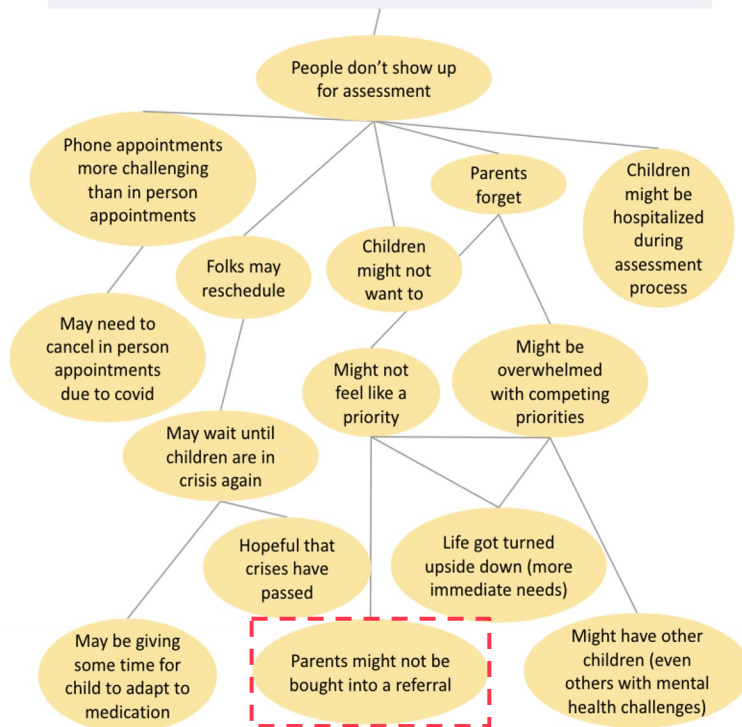 People don’t show up
for assessment
Phone appointments
more challenging
than in person
appointments
Parents
forget
Children
might be
hospitalized
during
assessment
process
Folks may
reschedule
Children
might not
want to
May need to
cancel in person
appointments
due to covid
Might not
feel like a
priority
Might be
overwhelmed
with competing
priorities
May wait until
children are in
crisis again
Hopeful that
crises have
passed
Life got turned
upside down (more
immediate needs)
May be giving
some time for
child to adapt to
medication
Parents might not be
bought into a referral
Might have other
children (even
others with mental
health challenges)